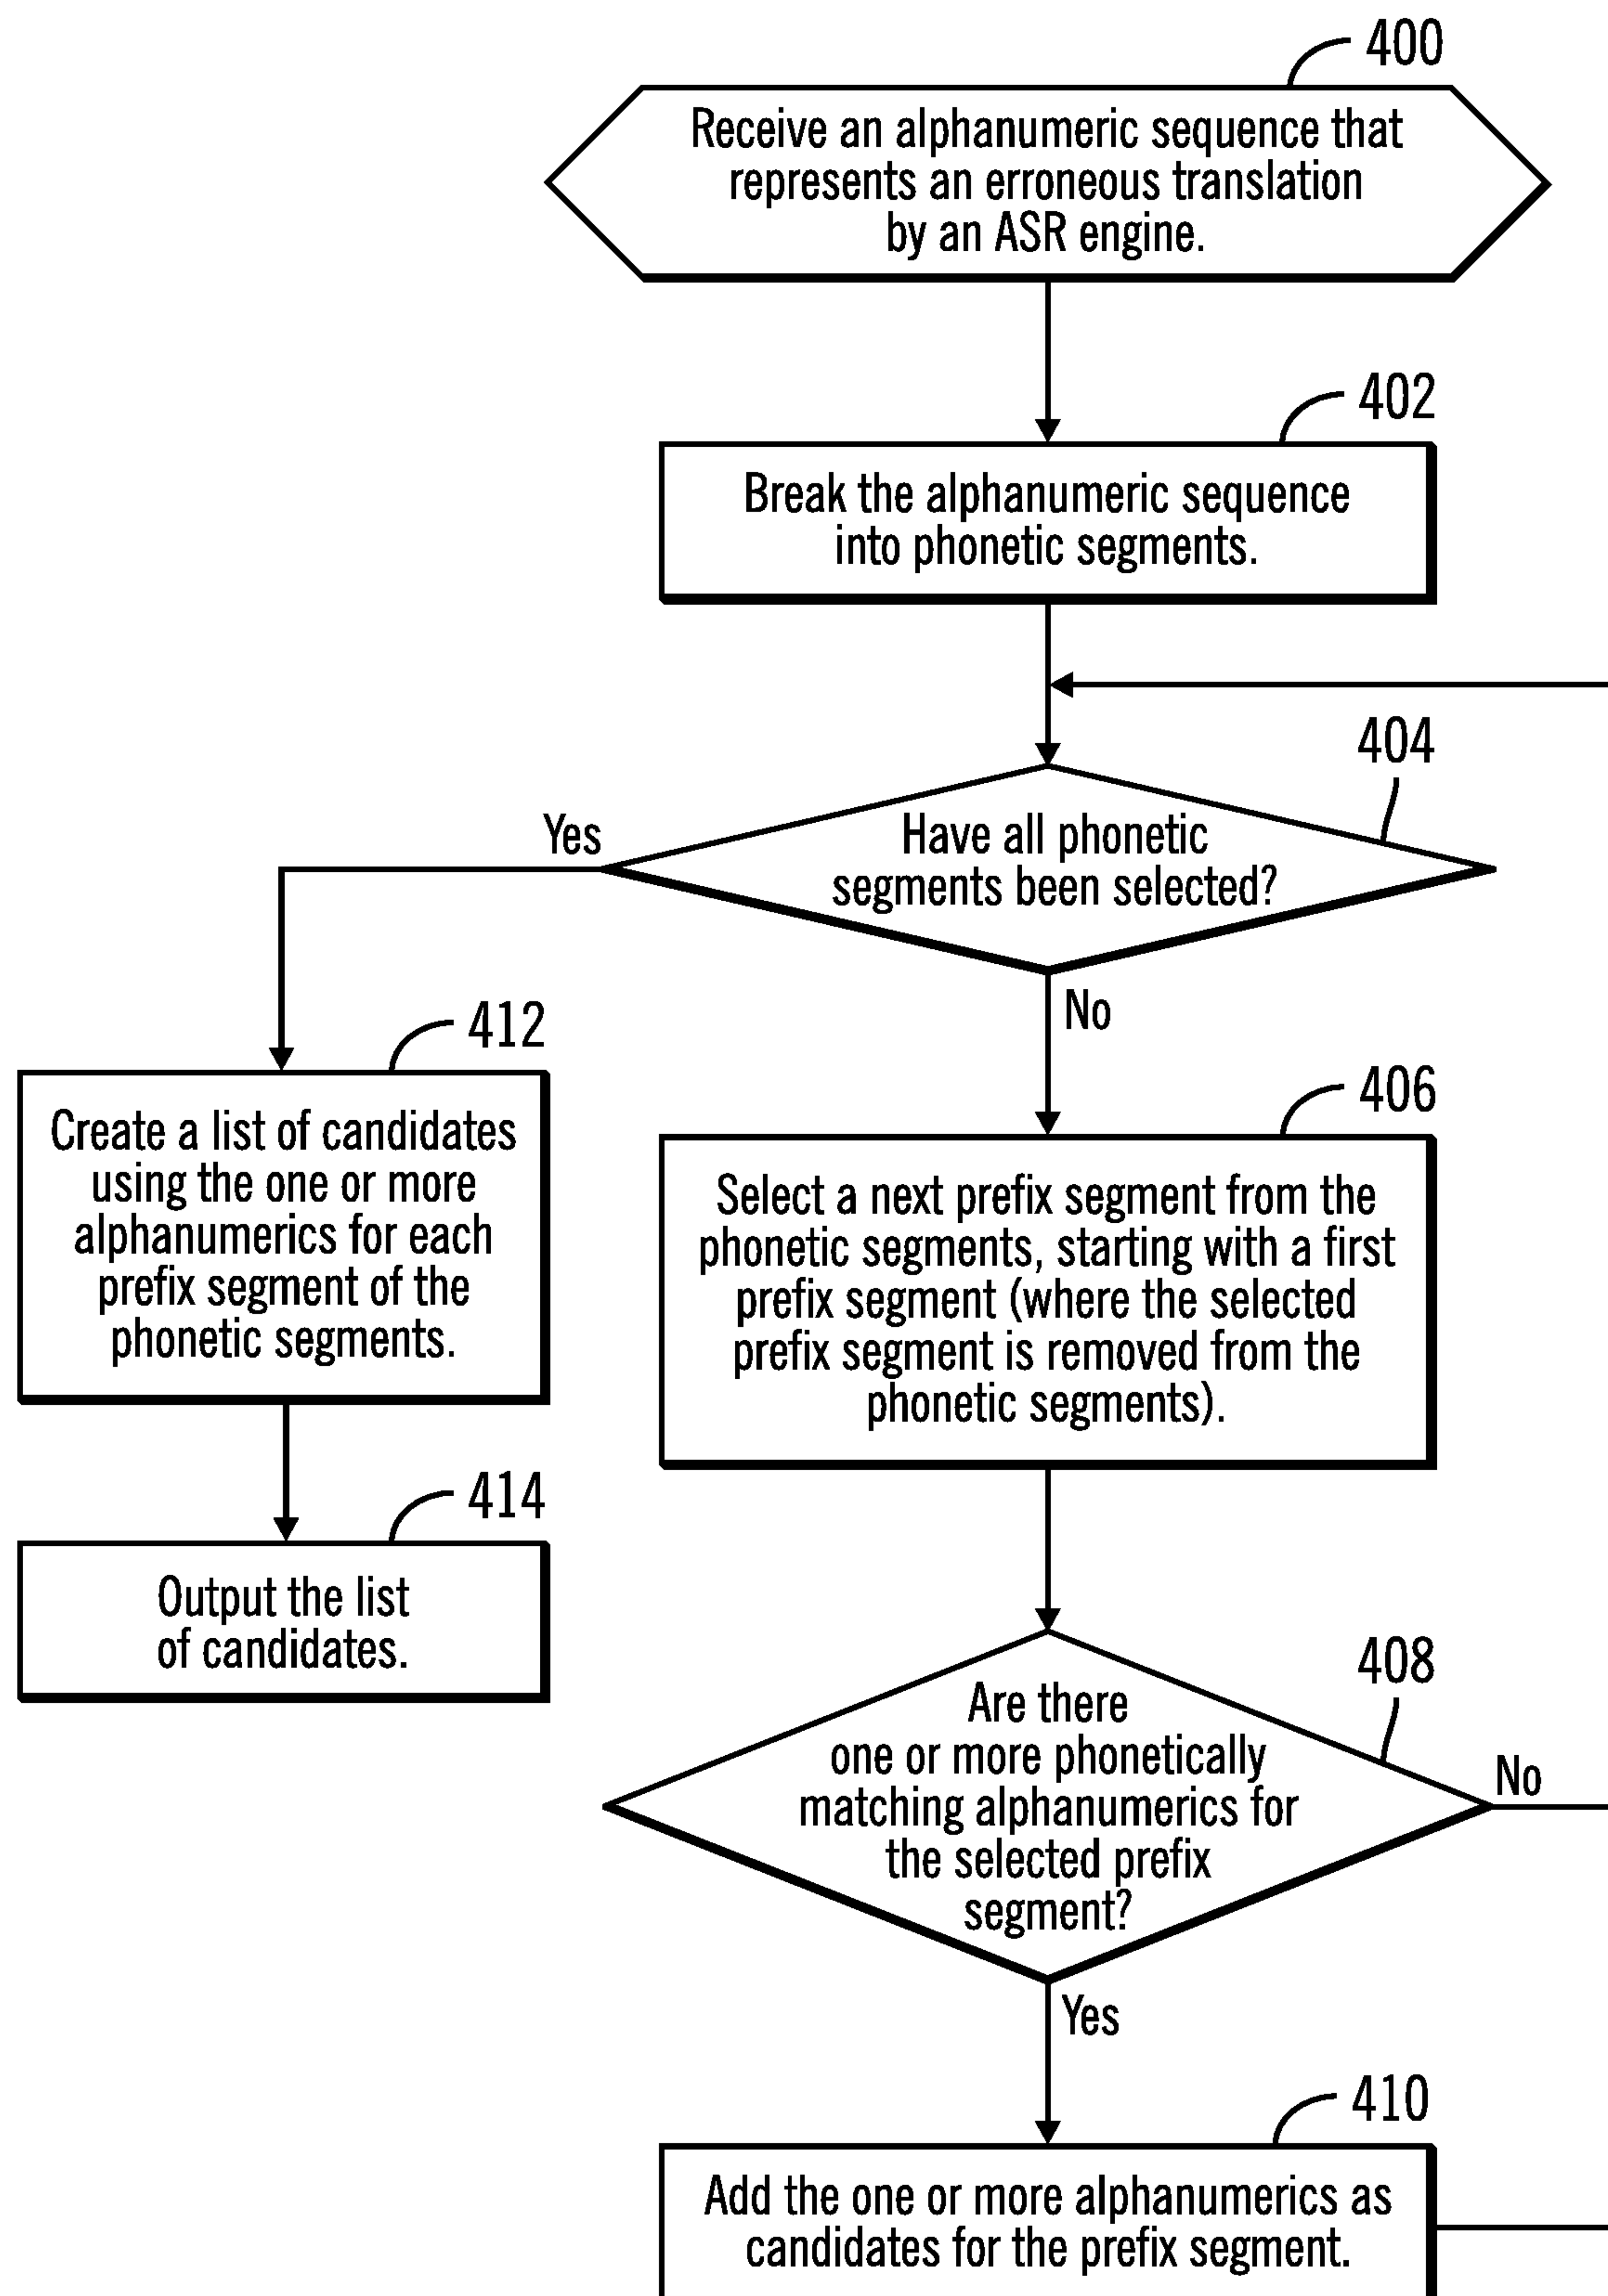 400
Receive an alphanumeric sequence that
represents an erroneous translation
by an ASR engine.
402
Break the alphanumeric sequence
into phonetic segments.
404
Have all phonetic
segments been selected?
Yes
No
412
Create a list of candidates
using the one or more
alphanumerics for each
prefix segment of the
phonetic segments.
406
Select a next prefix segment from the
phonetic segments, starting with a first
prefix segment (where the selected
prefix segment is removed from the
phonetic segments).
414
Output the list
of candidates.
408
Are there
one or more phonetically
matching alphanumerics for
the selected prefix
segment?
No
Yes
410
Add the one or more alphanumerics as
candidates for the prefix segment.